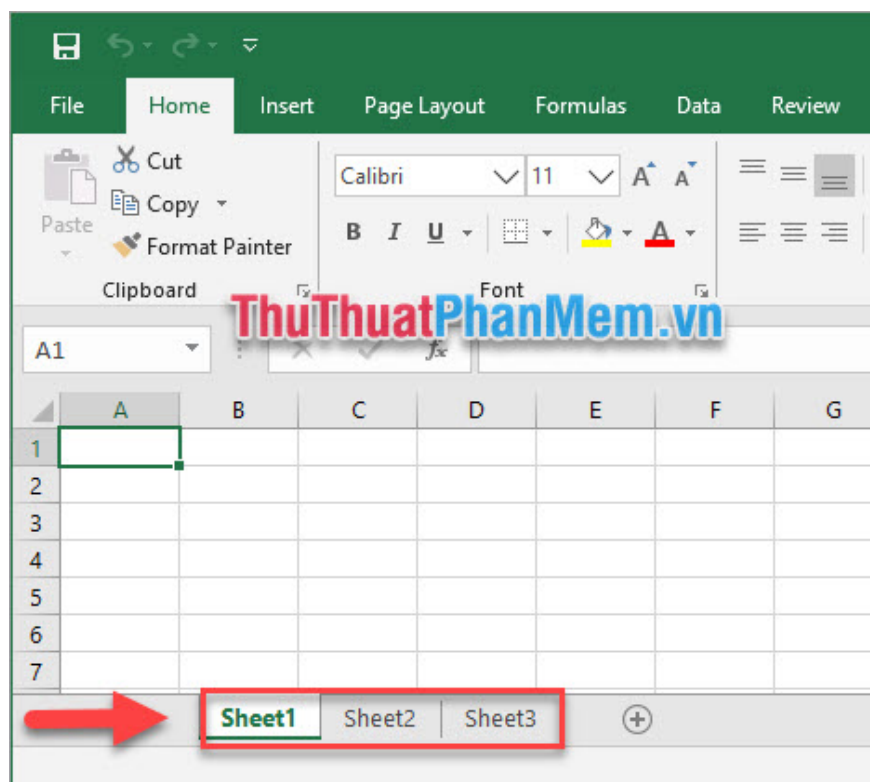 File Home Insert Page Layout Formulas Data Review
Cut
Calibri 11 A A
Copy
Paste
B I U A
Format Painter
Clipboard Font
ThuThuatPhanMem.vn
A1 fx
A B C D E F G
1
2
3
4
5
6
7
Sheet1 Sheet2 Sheet3